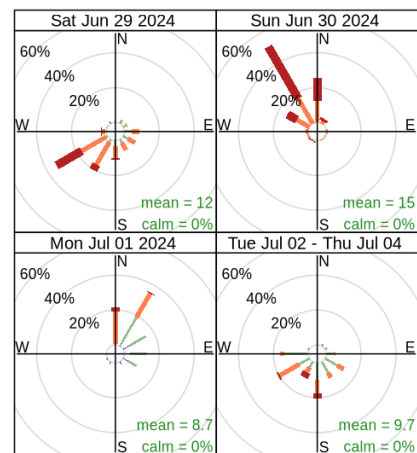 Sat Jun 29 2024
N
60%
40%
20%
W
E
mean = 12
S
calm = 0%
Sun Jun 30 2024
N
60%
40%
20%
W
E
mean = 15
S
calm = 0%
Mon Jul 01 2024
N
60%
40%
20%
W
E
mean = 8.7
S
calm = 0%
Tue Jul 02 - Thu Jul 04
N
60%
40%
20%
W
E
mean = 9.7
S
calm = 0%